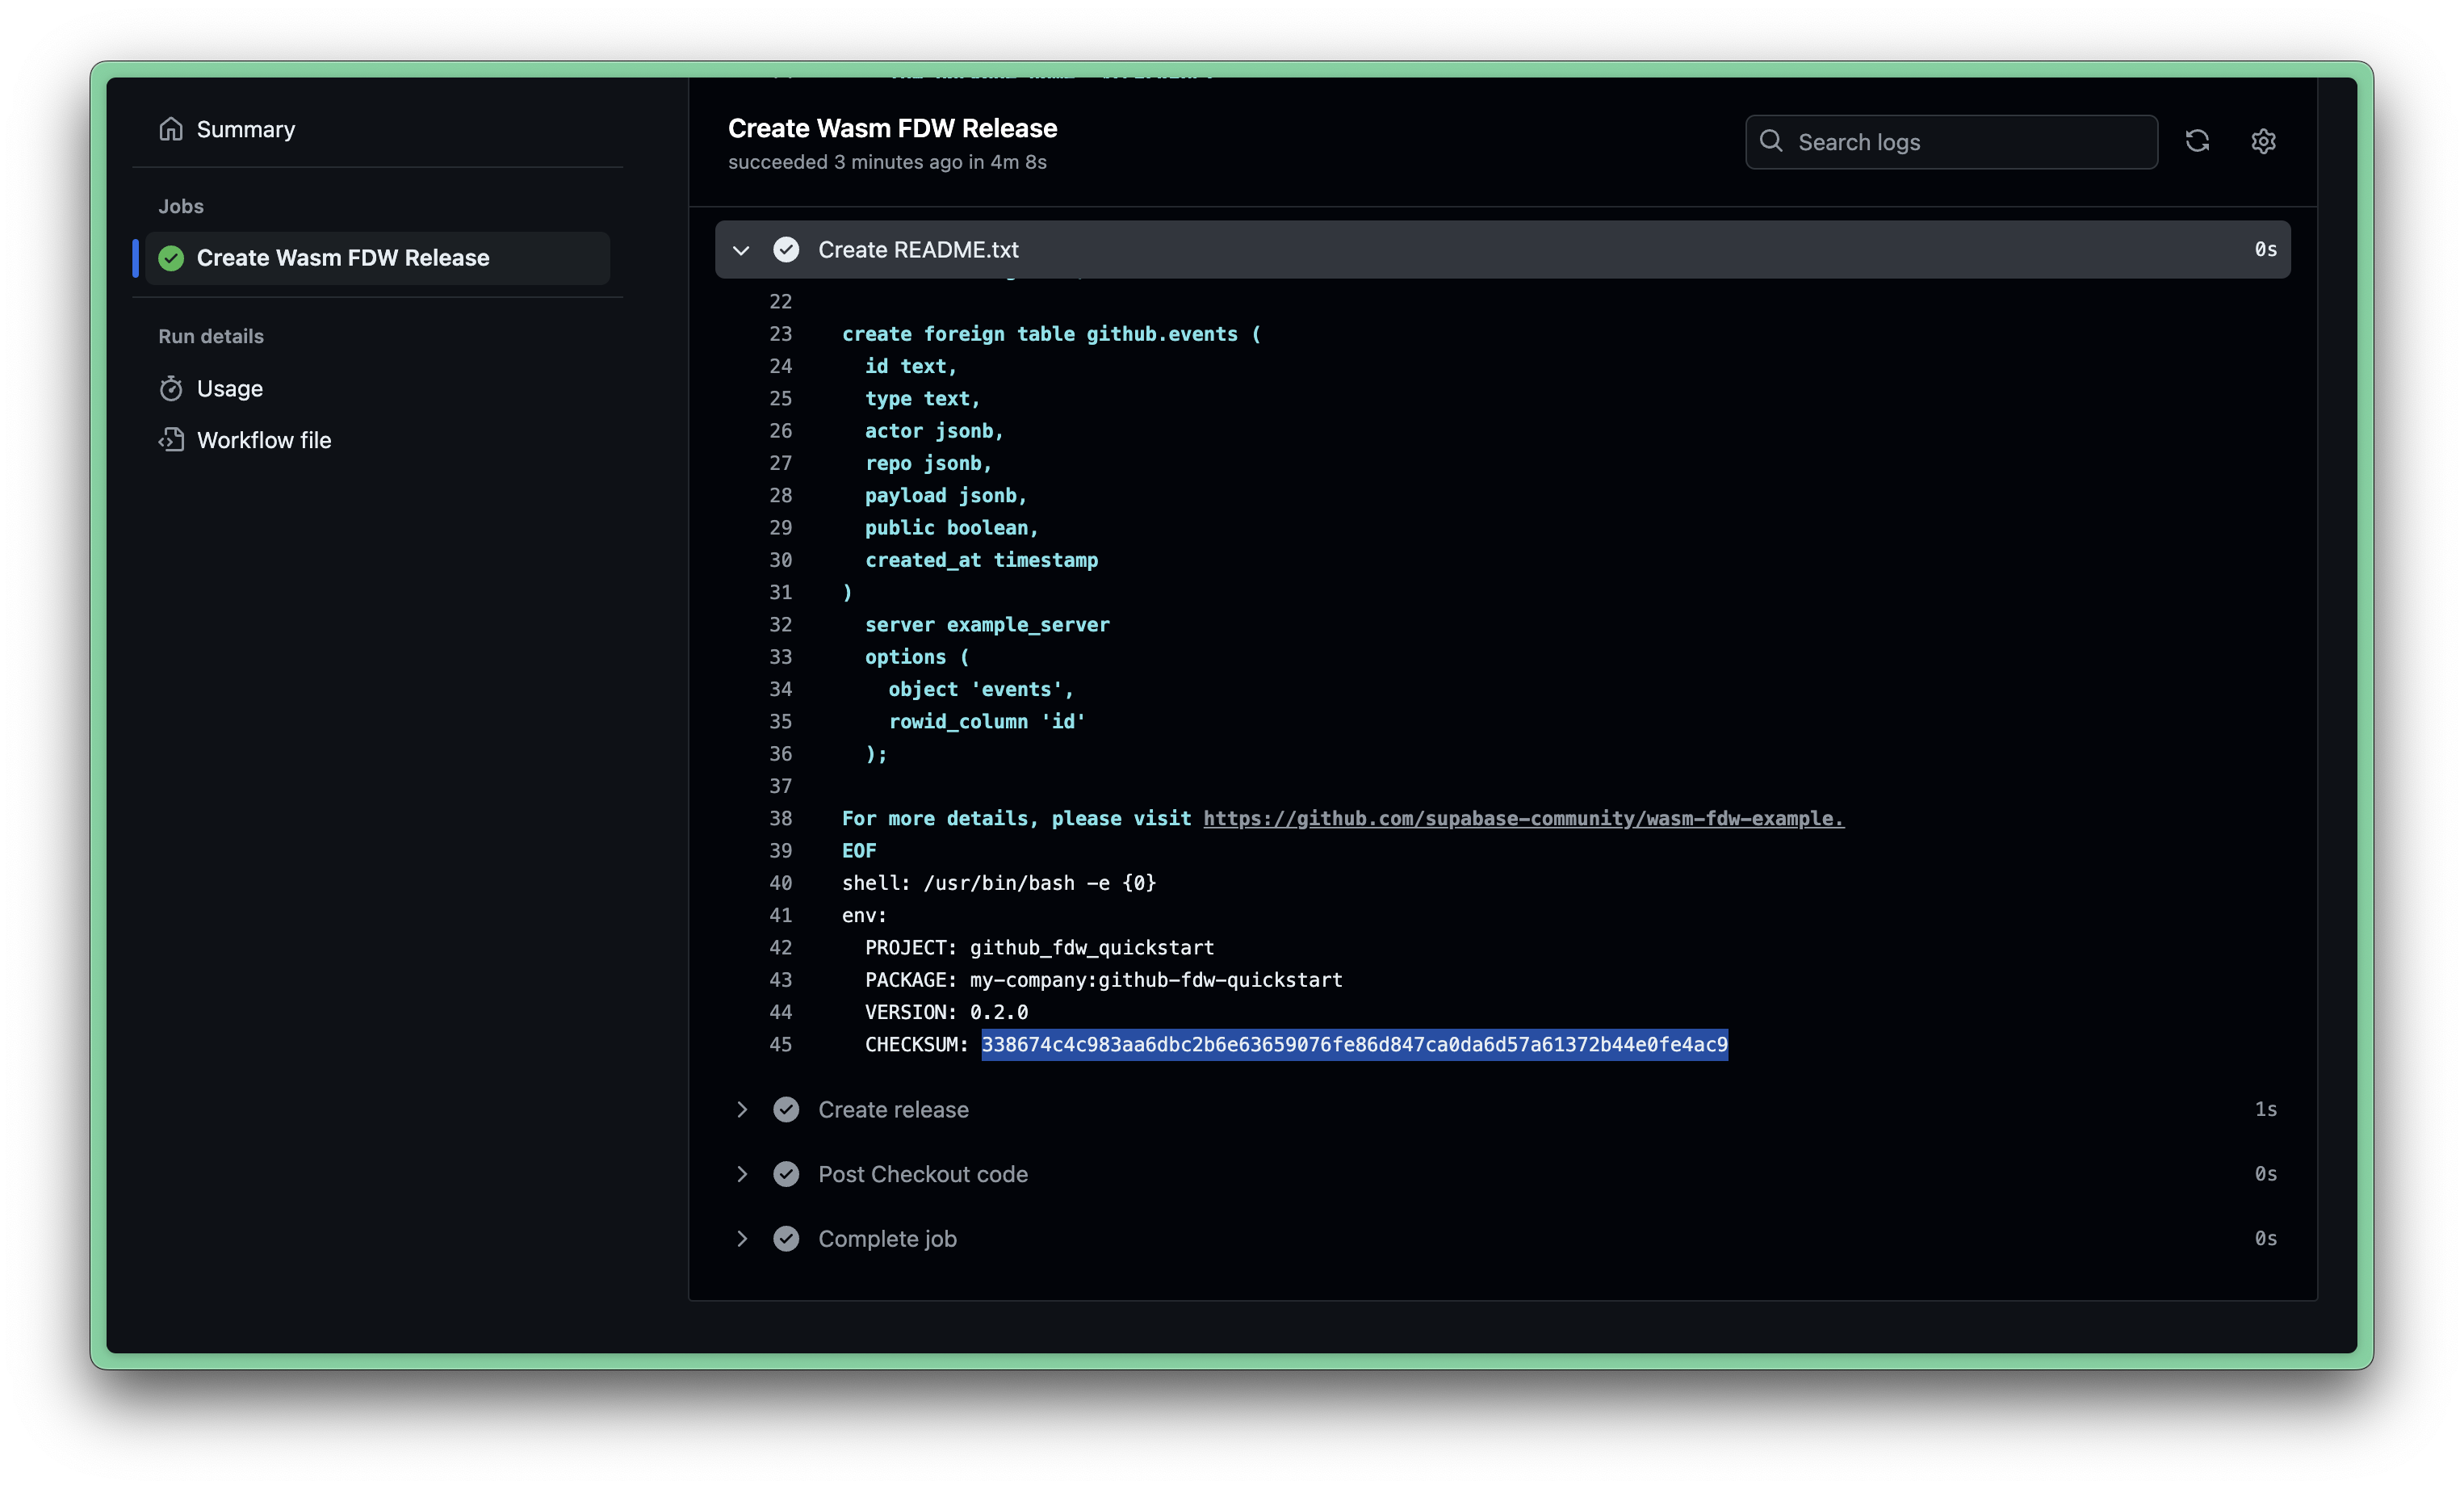 Summary
Jobs
Create Wasm FDW Release
Run details
Usage
Workflow file
Create Wasm FDW Release
succeeded 3 minutes ago in 4m 8s
Search logs
Create README.txt 0s
22
23 create foreign table github.events (
24 id text,
25 type text,
26 actor jsonb,
27 repo jsonb,
28 payload jsonb,
29 public boolean,
30 created_at timestamp
31 )
32 server example_server
33 options (
34 object 'events',
35 rowid_column 'id'
36 );
37
38 For more details, please visit https://github.com/supabase-community/wasm-fdw-example.
39 EOF
40 shell: /usr/bin/bash -e {0}
41 env:
42 PROJECT: github_fdw_quickstart
43 PACKAGE: my-company:github-fdw-quickstart
44 VERSION: 0.2.0
45 CHECKSUM: 338674c4c983aa6dbc2b6e63659076fe86d847ca0da6d57a61372b44e0fe4ac9
Create release 1s
Post Checkout code 0s
Complete job 0s